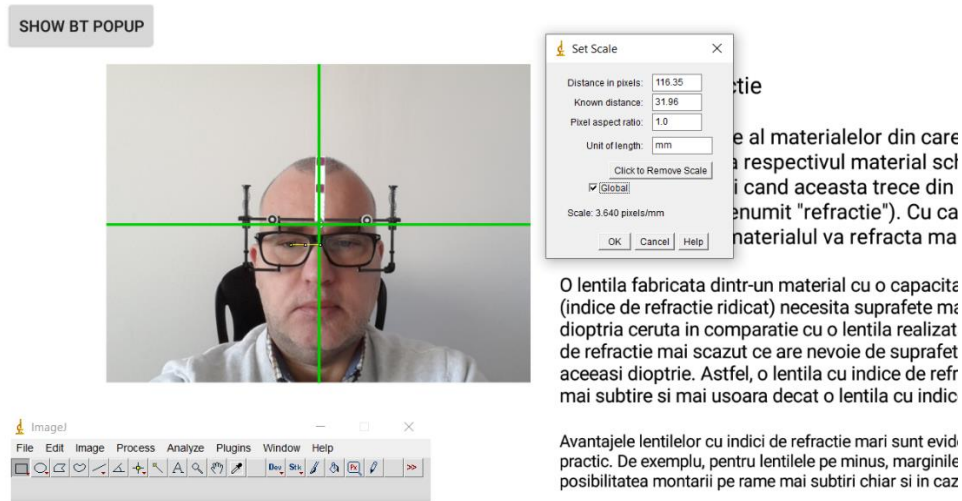 SHOW BT POPUP
Set Scale
Distance in pixels: 116.35
Known distance: 31.96
Pixel aspect ratio: 1.0
Unit of length: mm
Click to Remove Scale
Global
Scale: 3.640 pixels/mm
OK Cancel Help
ctie
e al materialelor din care
a respectivul material sch
i cand aceasta trece din
enumit "refractie"). Cu ca
materialul va refracta ma
O lentila fabricata dintr-un material cu o capacita
(indice de refractie ridicat) necesita suprafete ma
dioptria ceruta in comparatie cu o lentila realizat
de refractie mai scazut ce are nevoie de suprafet
aceeasi dioptrie. Astfel, o lentila cu indice de refr
mai subtire si mai usoara decat o lentila cu indice
Avantajele lentilelor cu indici de refractie mari sunt evide
practic. De exemplu, pentru lentilele pe minus, marginile
posibilitatea montarii pe rame mai subtiri chiar si in caz
ImageJ
File Edit Image Process Analyze Plugins Window Help
A Dev Stk >>